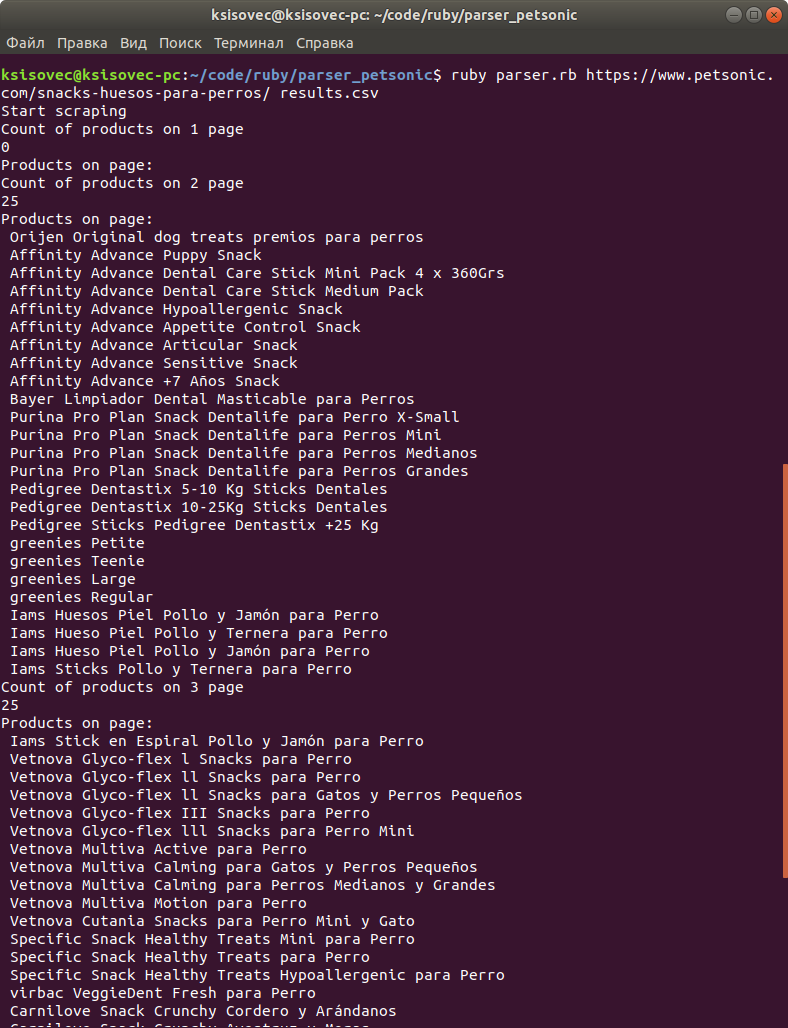 ksisovec@ksisovec-pc: ~/code/ruby/parser_petsonic
Файл Правка Вид Поиск Терминал Справка
ksisovec@ksisovec-pc:~/code/ruby/parser_petsonic$ ruby parser.rb https://www.petsonic.
com/snacks-huesos-para-perros/ results.csv
Start scraping
Count of products on 1 page
0
Products on page:
Count of products on 2 page
25
Products on page:
Orijen Original dog treats premios para perros
Affinity Advance Puppy Snack
Affinity Advance Dental Care Stick Mini Pack 4 x 360Grs
Affinity Advance Dental Care Stick Medium Pack
Affinity Advance Hypoallergenic Snack
Affinity Advance Appetite Control Snack
Affinity Advance Articular Snack
Affinity Advance Sensitive Snack
Affinity Advance +7 Años Snack
Bayer Limpiador Dental Masticable para Perros
Purina Pro Plan Snack Dentalife para Perro X-Small
Purina Pro Plan Snack Dentalife para Perros Mini
Purina Pro Plan Snack Dentalife para Perros Medianos
Purina Pro Plan Snack Dentalife para Perros Grandes
Pedigree Dentastix 5-10 Kg Sticks Dentales
Pedigree Dentastix 10-25Kg Sticks Dentales
Pedigree Sticks Pedigree Dentastix +25 Kg
greenies Petite
greenies Teenie
greenies Large
greenies Regular
Iams Huesos Piel Pollo y Jamón para Perro
Iams Hueso Piel Pollo y Ternera para Perro
Iams Hueso Piel Pollo y Jamón para Perro
Iams Sticks Pollo y Ternera para Perro
Count of products on 3 page
25
Products on page:
Iams Stick en Espiral Pollo y Jamón para Perro
Vetnova Glyco-flex l Snacks para Perro
Vetnova Glyco-flex ll Snacks para Perro
Vetnova Glyco-flex ll Snacks para Gatos y Perros Pequeños
Vetnova Glyco-flex III Snacks para Perro
Vetnova Glyco-flex lll Snacks para Perro Mini
Vetnova Multiva Active para Perro
Vetnova Multiva Calming para Gatos y Perros Pequeños
Vetnova Multiva Calming para Perros Medianos y Grandes
Vetnova Multiva Motion para Perro
Vetnova Cutania Snacks para Perro Mini y Gato
Specific Snack Healthy Treats Mini para Perro
Specific Snack Healthy Treats para Perro
Specific Snack Healthy Treats Hypoallergenic para Perro
virbac VeggieDent Fresh para Perro
Carnilove Snack Crunchy Cordero y Arándanos
Carnilove Snack Crunchy Avestruz y Moras